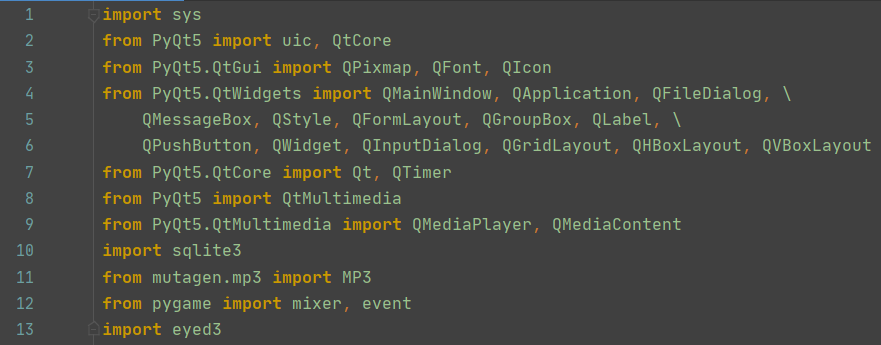 1 import sys
2 from PyQt5 import uic, QtCore
3 from PyQt5.QtGui import QPixmap, QFont, QIcon
4 from PyQt5.QtWidgets import QMainWindow, QApplication, QFileDialog, \
5     QMessageBox, QStyle, QFormLayout, QGroupBox, QLabel, \
6     QPushButton, QWidget, QInputDialog, QGridLayout, QHBoxLayout, QVBoxLayout
7 from PyQt5.QtCore import Qt, QTimer
8 from PyQt5 import QtMultimedia
9 from PyQt5.QtMultimedia import QMediaPlayer, QMediaContent
10 import sqlite3
11 from mutagen.mp3 import MP3
12 from pygame import mixer, event
13 import eyed3